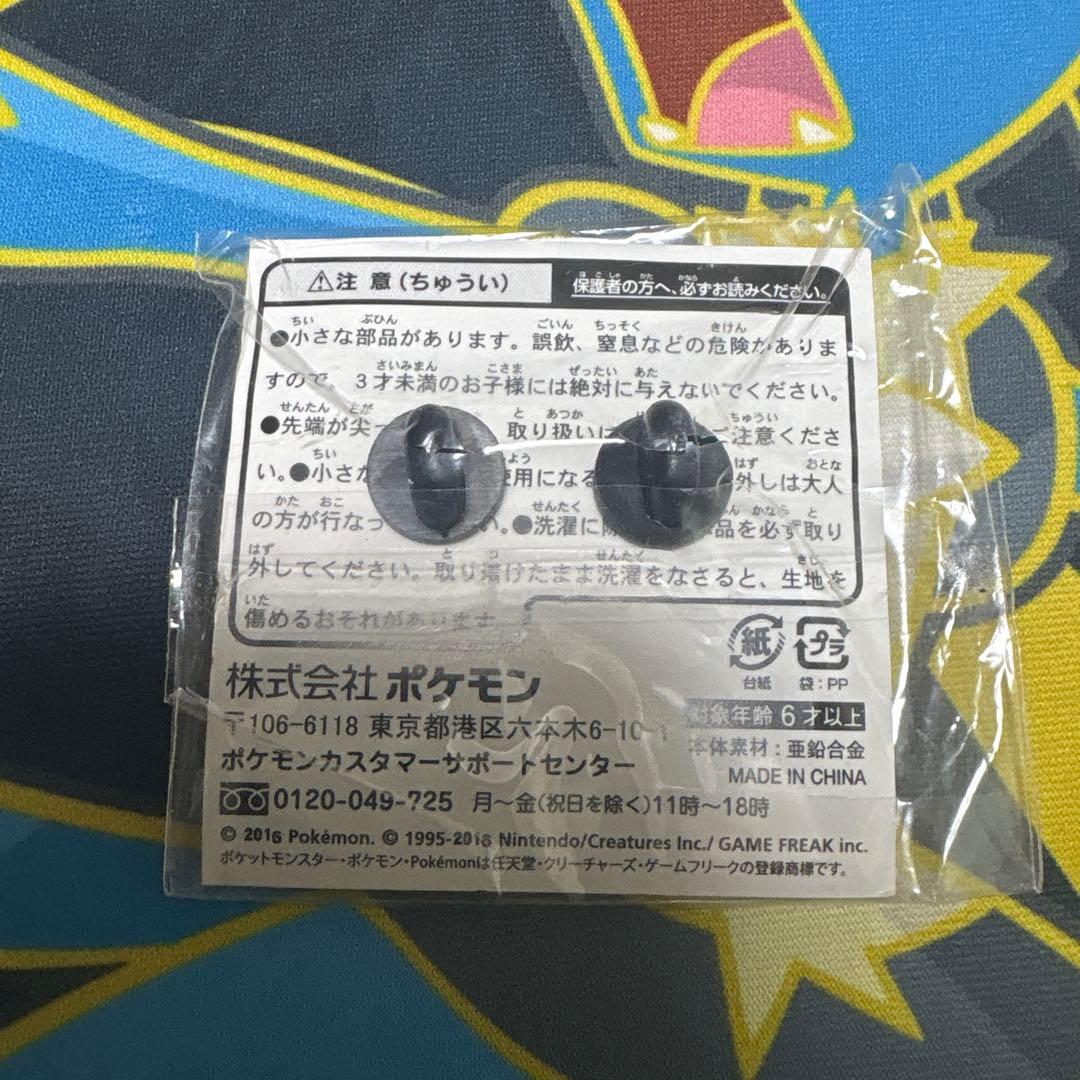 ⚠注 意(ちゅうい)
保護者の方へ、必ずお読みください。
●小さな部品があります。誤飲、窒息などの危険がありま
すので、3才未満のお子様には絶対に与えないでください。
●先端が尖っ 取り扱いは ご注意くださ
い。●小さな 使用になる 外しは大人
の方が行なっ い。●洗濯に際 品を必ず取り
外してください。取り着けたまま洗濯をなさると、生地を
傷めるおそれがあります
紙 プラ
台紙 袋:PP
株式会社 ポケモン
〒106-6118 東京都港区六本木6-10-
対象年齢 6才以上
本体素材:亜鉛合金
ポケモンカスタマーサポートセンター
MADE IN CHINA
0120-049-725 月〜金(祝日を除く)11時〜18時
© 2016 Pokémon. © 1995-2016 Nintendo/Creatures Inc./ GAME FREAK inc.
ポケットモンスター・ポケモン・Pokémonは任天堂・クリーチャーズ・ゲームフリークの登録商標です。